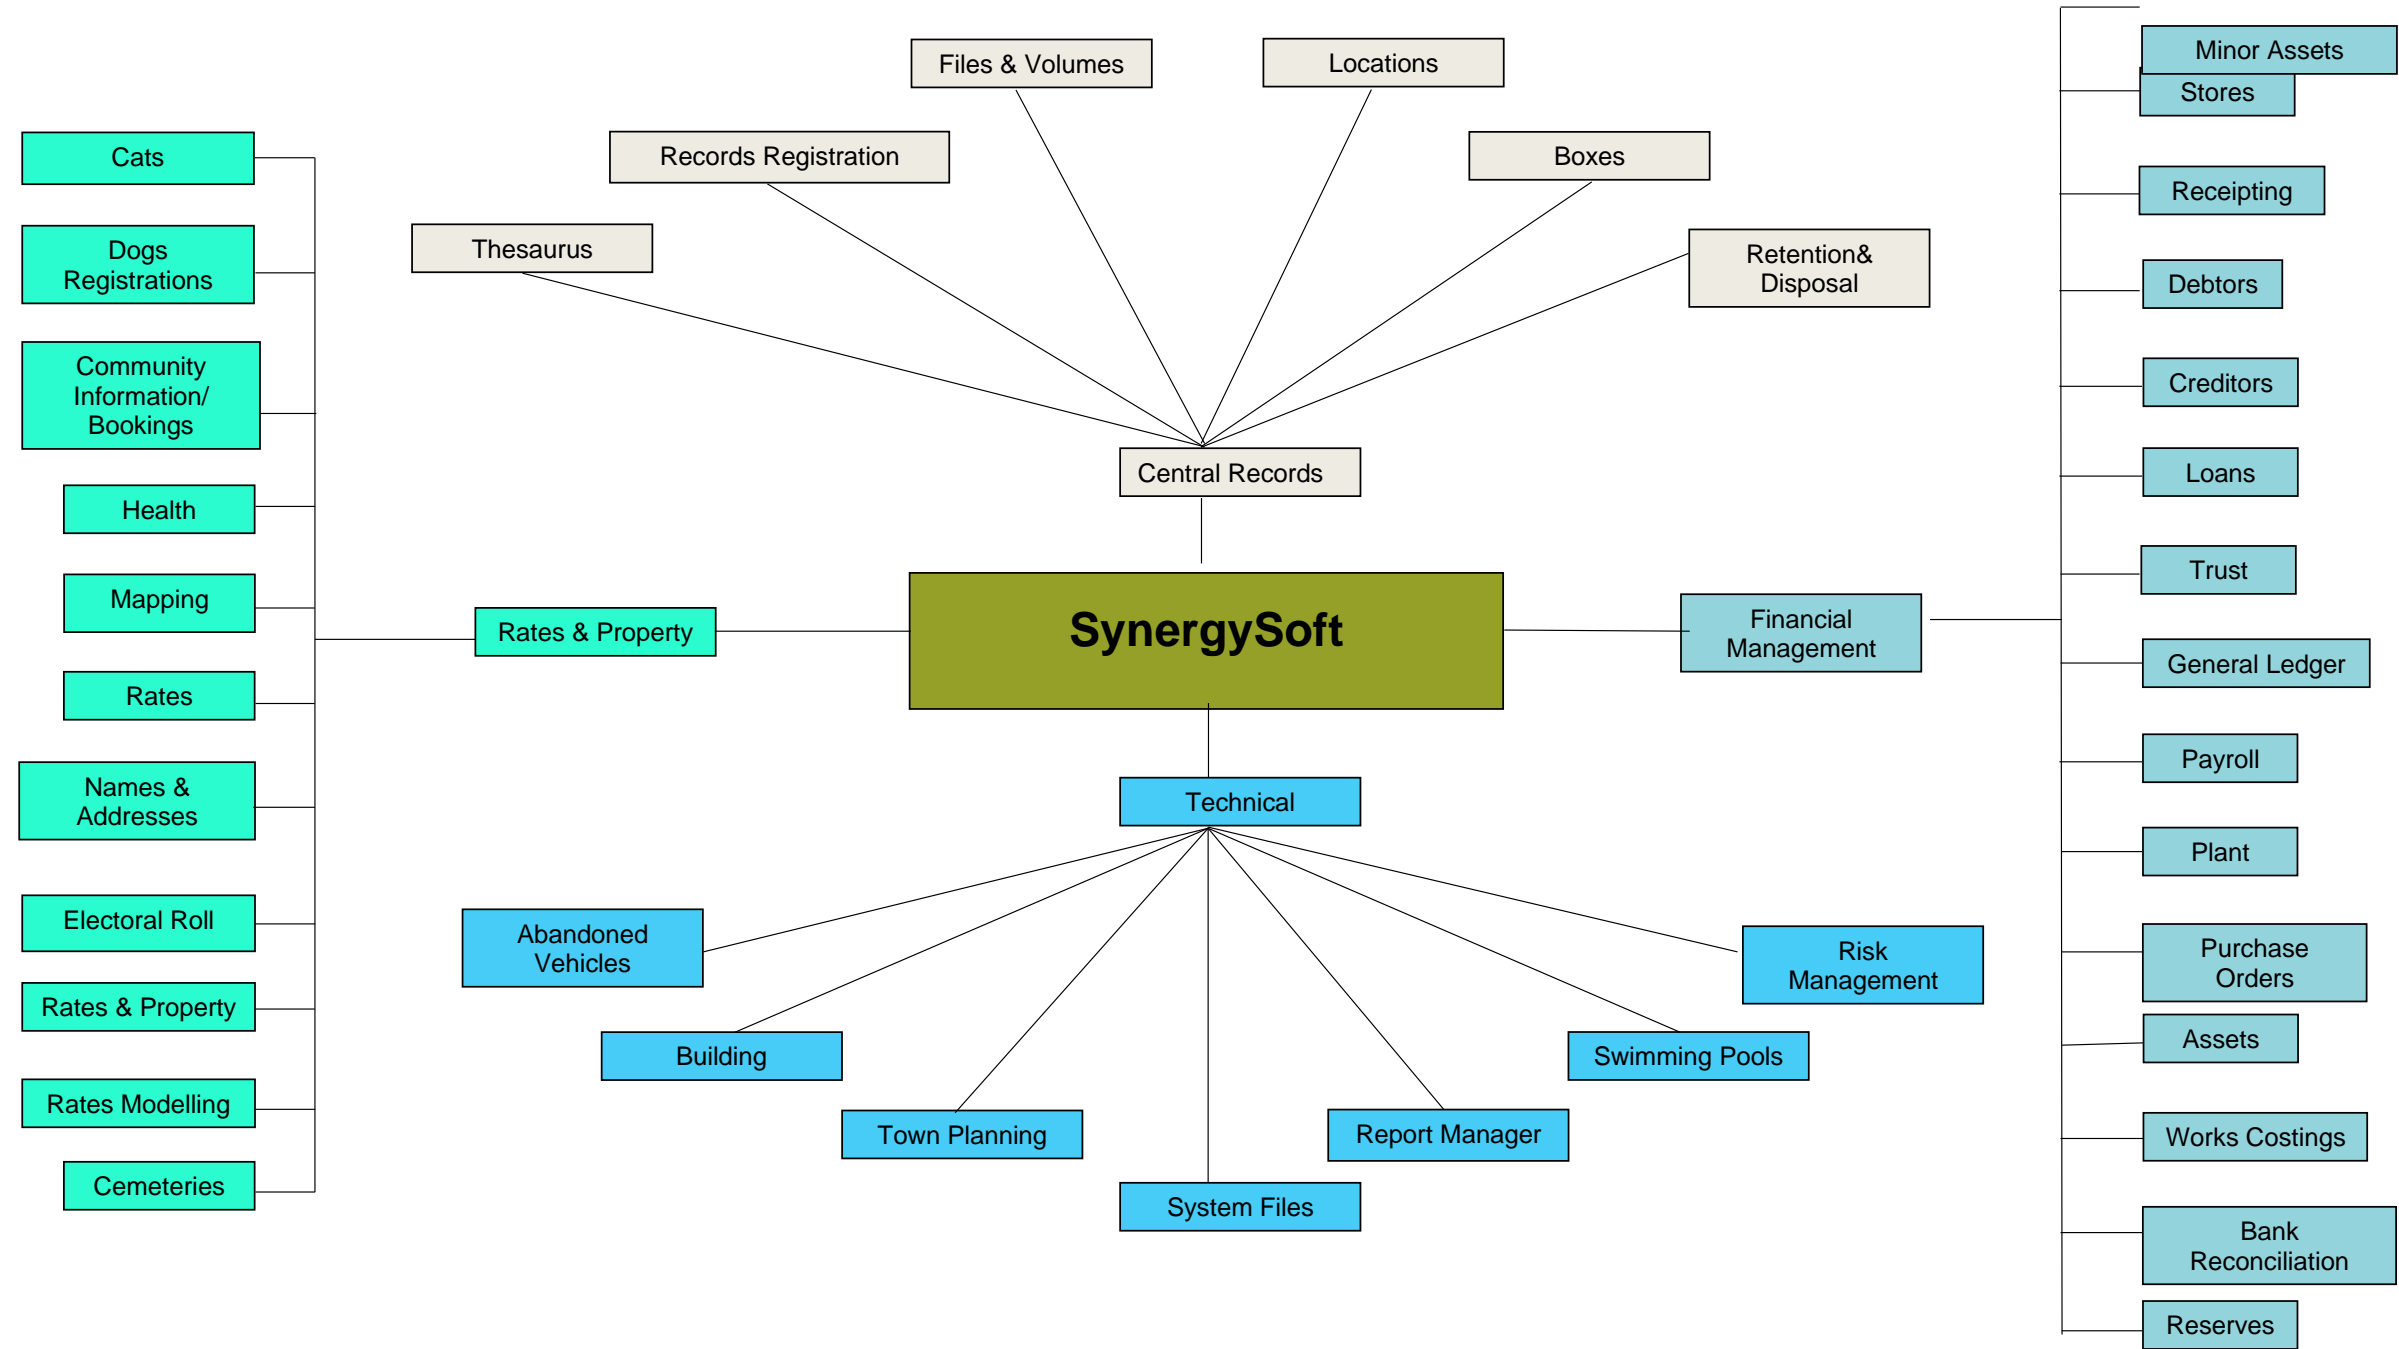 Files & Volumes
Locations
Minor Assets
Stores
Cats
Records Registration
Boxes
Receipting
Dogs
Registrations
Thesaurus
Retention&
Disposal
Debtors
Community
Information/
Bookings
Creditors
Central Records
Loans
Health
Mapping
Trust
Rates & Property
SynergySoft
Financial
Management
General Ledger
Rates
Names &
Addresses
Technical
Payroll
Plant
Electoral Roll
Abandoned
Vehicles
Risk
Management
Purchase
Orders
Rates & Property
Building
Swimming Pools
Assets
Rates Modelling
Town Planning
Report Manager
Works Costings
Cemeteries
System Files
Bank
Reconciliation
Reserves